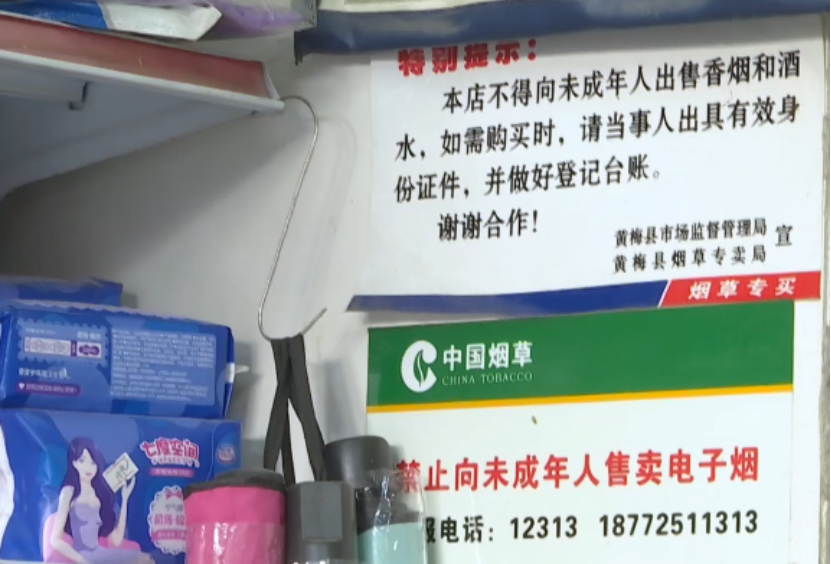 特别提示：
本店不得向未成年人出售香烟和酒
水，如需购买时，请当事人出具有效身
份证件，并做好登记台账。
谢谢合作！
黄梅县市场监督管理局
黄梅县烟草专卖局
宣
烟草专买
中国烟草
CHINA TOBACCO
禁止向未成年人售卖电子烟
报电话：12313 18772511313
七度空间